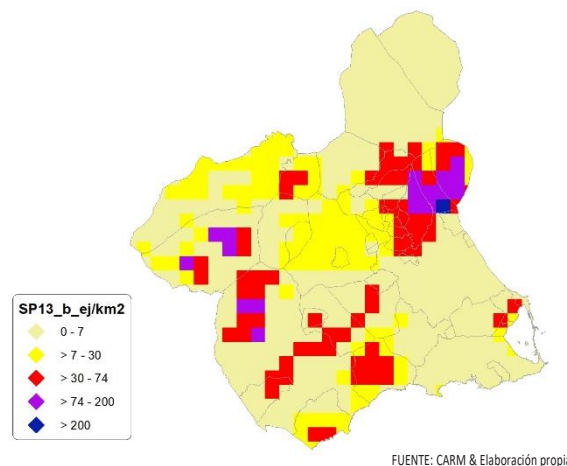 SP13_b_ej/km2
0 - 7
> 7 - 30
> 30 - 74
> 74 - 200
> 200
FUENTE: CARM & Elaboración propia